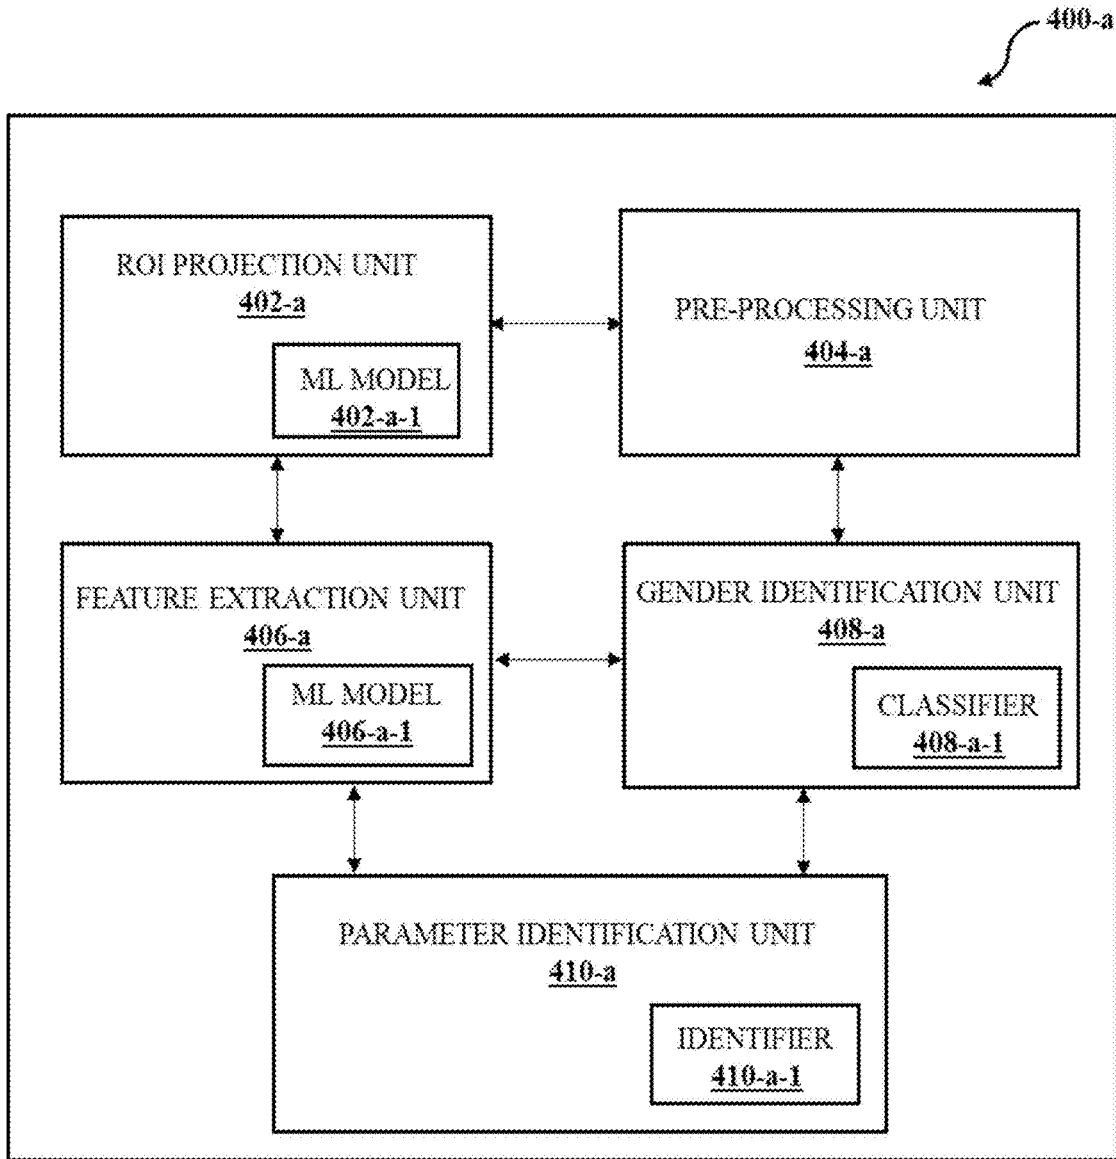 400-a
ROI PROJECTION UNIT
402-a
ML MODEL
402-a-1
PRE-PROCESSING UNIT
404-a
FEATURE EXTRACTION UNIT
406-a
ML MODEL
406-a-1
GENDER IDENTIFICATION UNIT
408-a
CLASSIFIER
408-a-1
PARAMETER IDENTIFICATION UNIT
410-a
IDENTIFIER
410-a-1